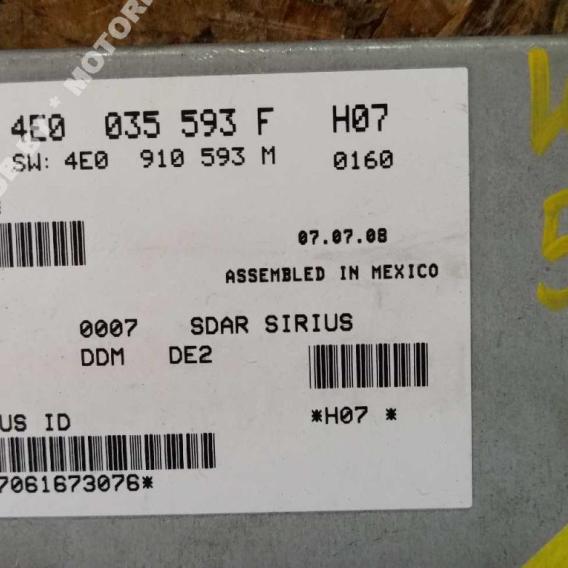 4E0 035 593 F H07
SW: 4E0 910 593 M 0160
07.07.08
ASSEMBLED IN MEXICO
0007 SDAR SIRIUS
DDM DE2
*H07 *
US ID
7061673076*
5